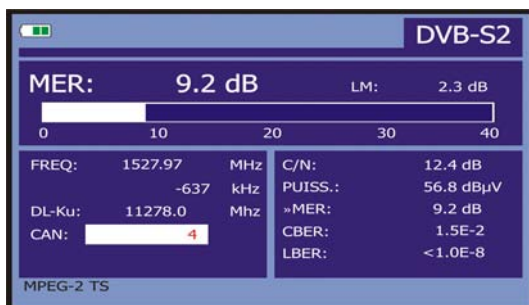 DVB-S2
MER: 9.2 dB LM: 2.3 dB
0 10 20 30 40
FREQ: 1527.97 MHz
-637 kHz
DL-Ku: 11278.0 Mhz
CAN: 4
C/N: 12.4 dB
PUISS.: 56.8 dBµV
»MER: 9.2 dB
CBER: 1.5E-2
LBER: <1.0E-8
MPEG-2 TS